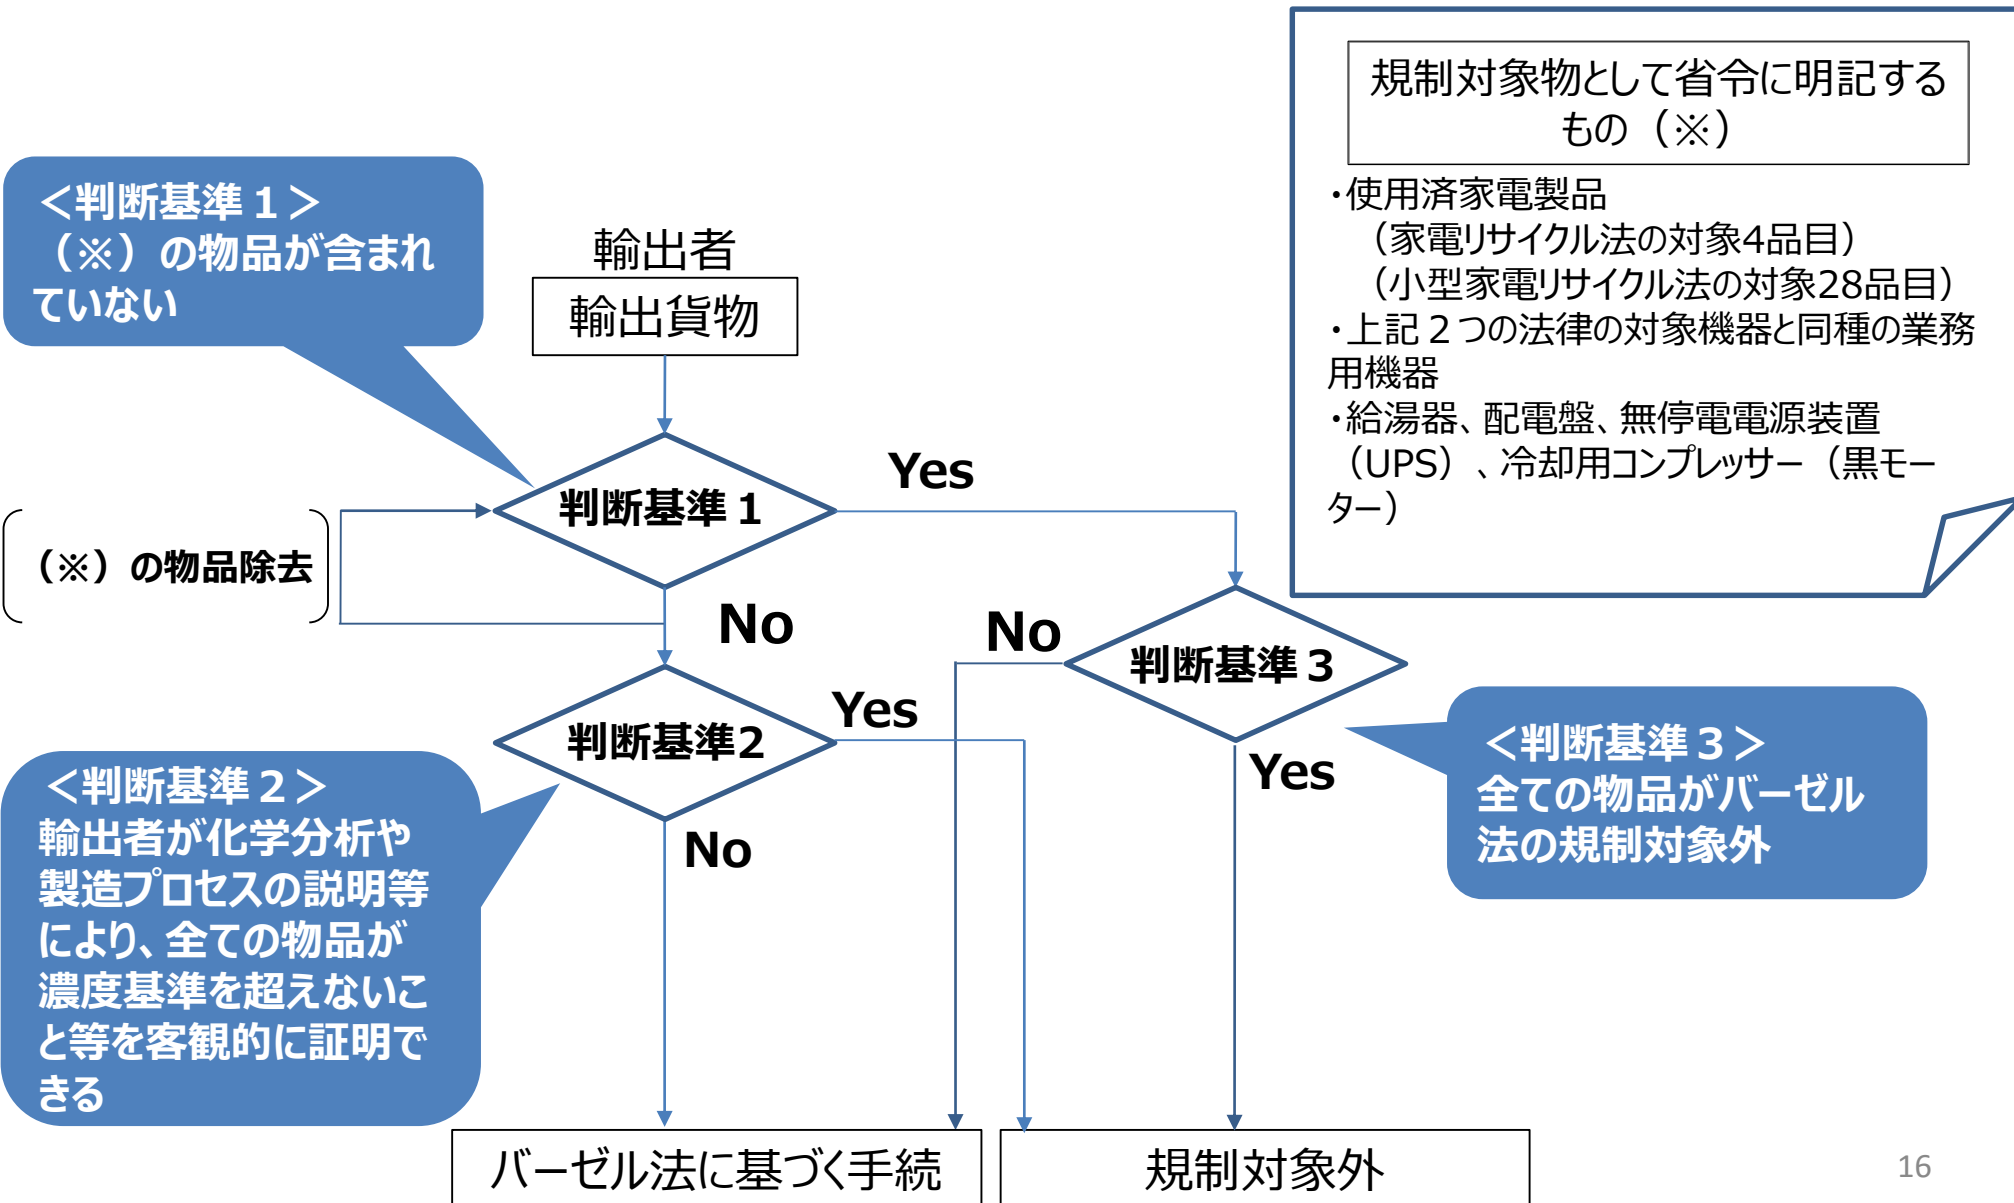 規制対象物として省令に明記する
もの（※）
・使用済家電製品
（家電リサイクル法の対象4品目）
（小型家電リサイクル法の対象28品目）
・上記２つの法律の対象機器と同種の業務
用機器
・給湯器、配電盤、無停電電源装置
（UPS）、冷却用コンプレッサー（黒モー
ター）
＜判断基準１＞
（※）の物品が含まれ
ていない
輸出者
輸出貨物
判断基準１
Yes
（※）の物品除去
No
No
判断基準３
判断基準2
Yes
Yes
No
＜判断基準２＞
輸出者が化学分析や
製造プロセスの説明等
により、全ての物品が
濃度基準を超えないこ
と等を客観的に証明で
きる
＜判断基準３＞
全ての物品がバーゼル
法の規制対象外
バーゼル法に基づく手続
規制対象外
16